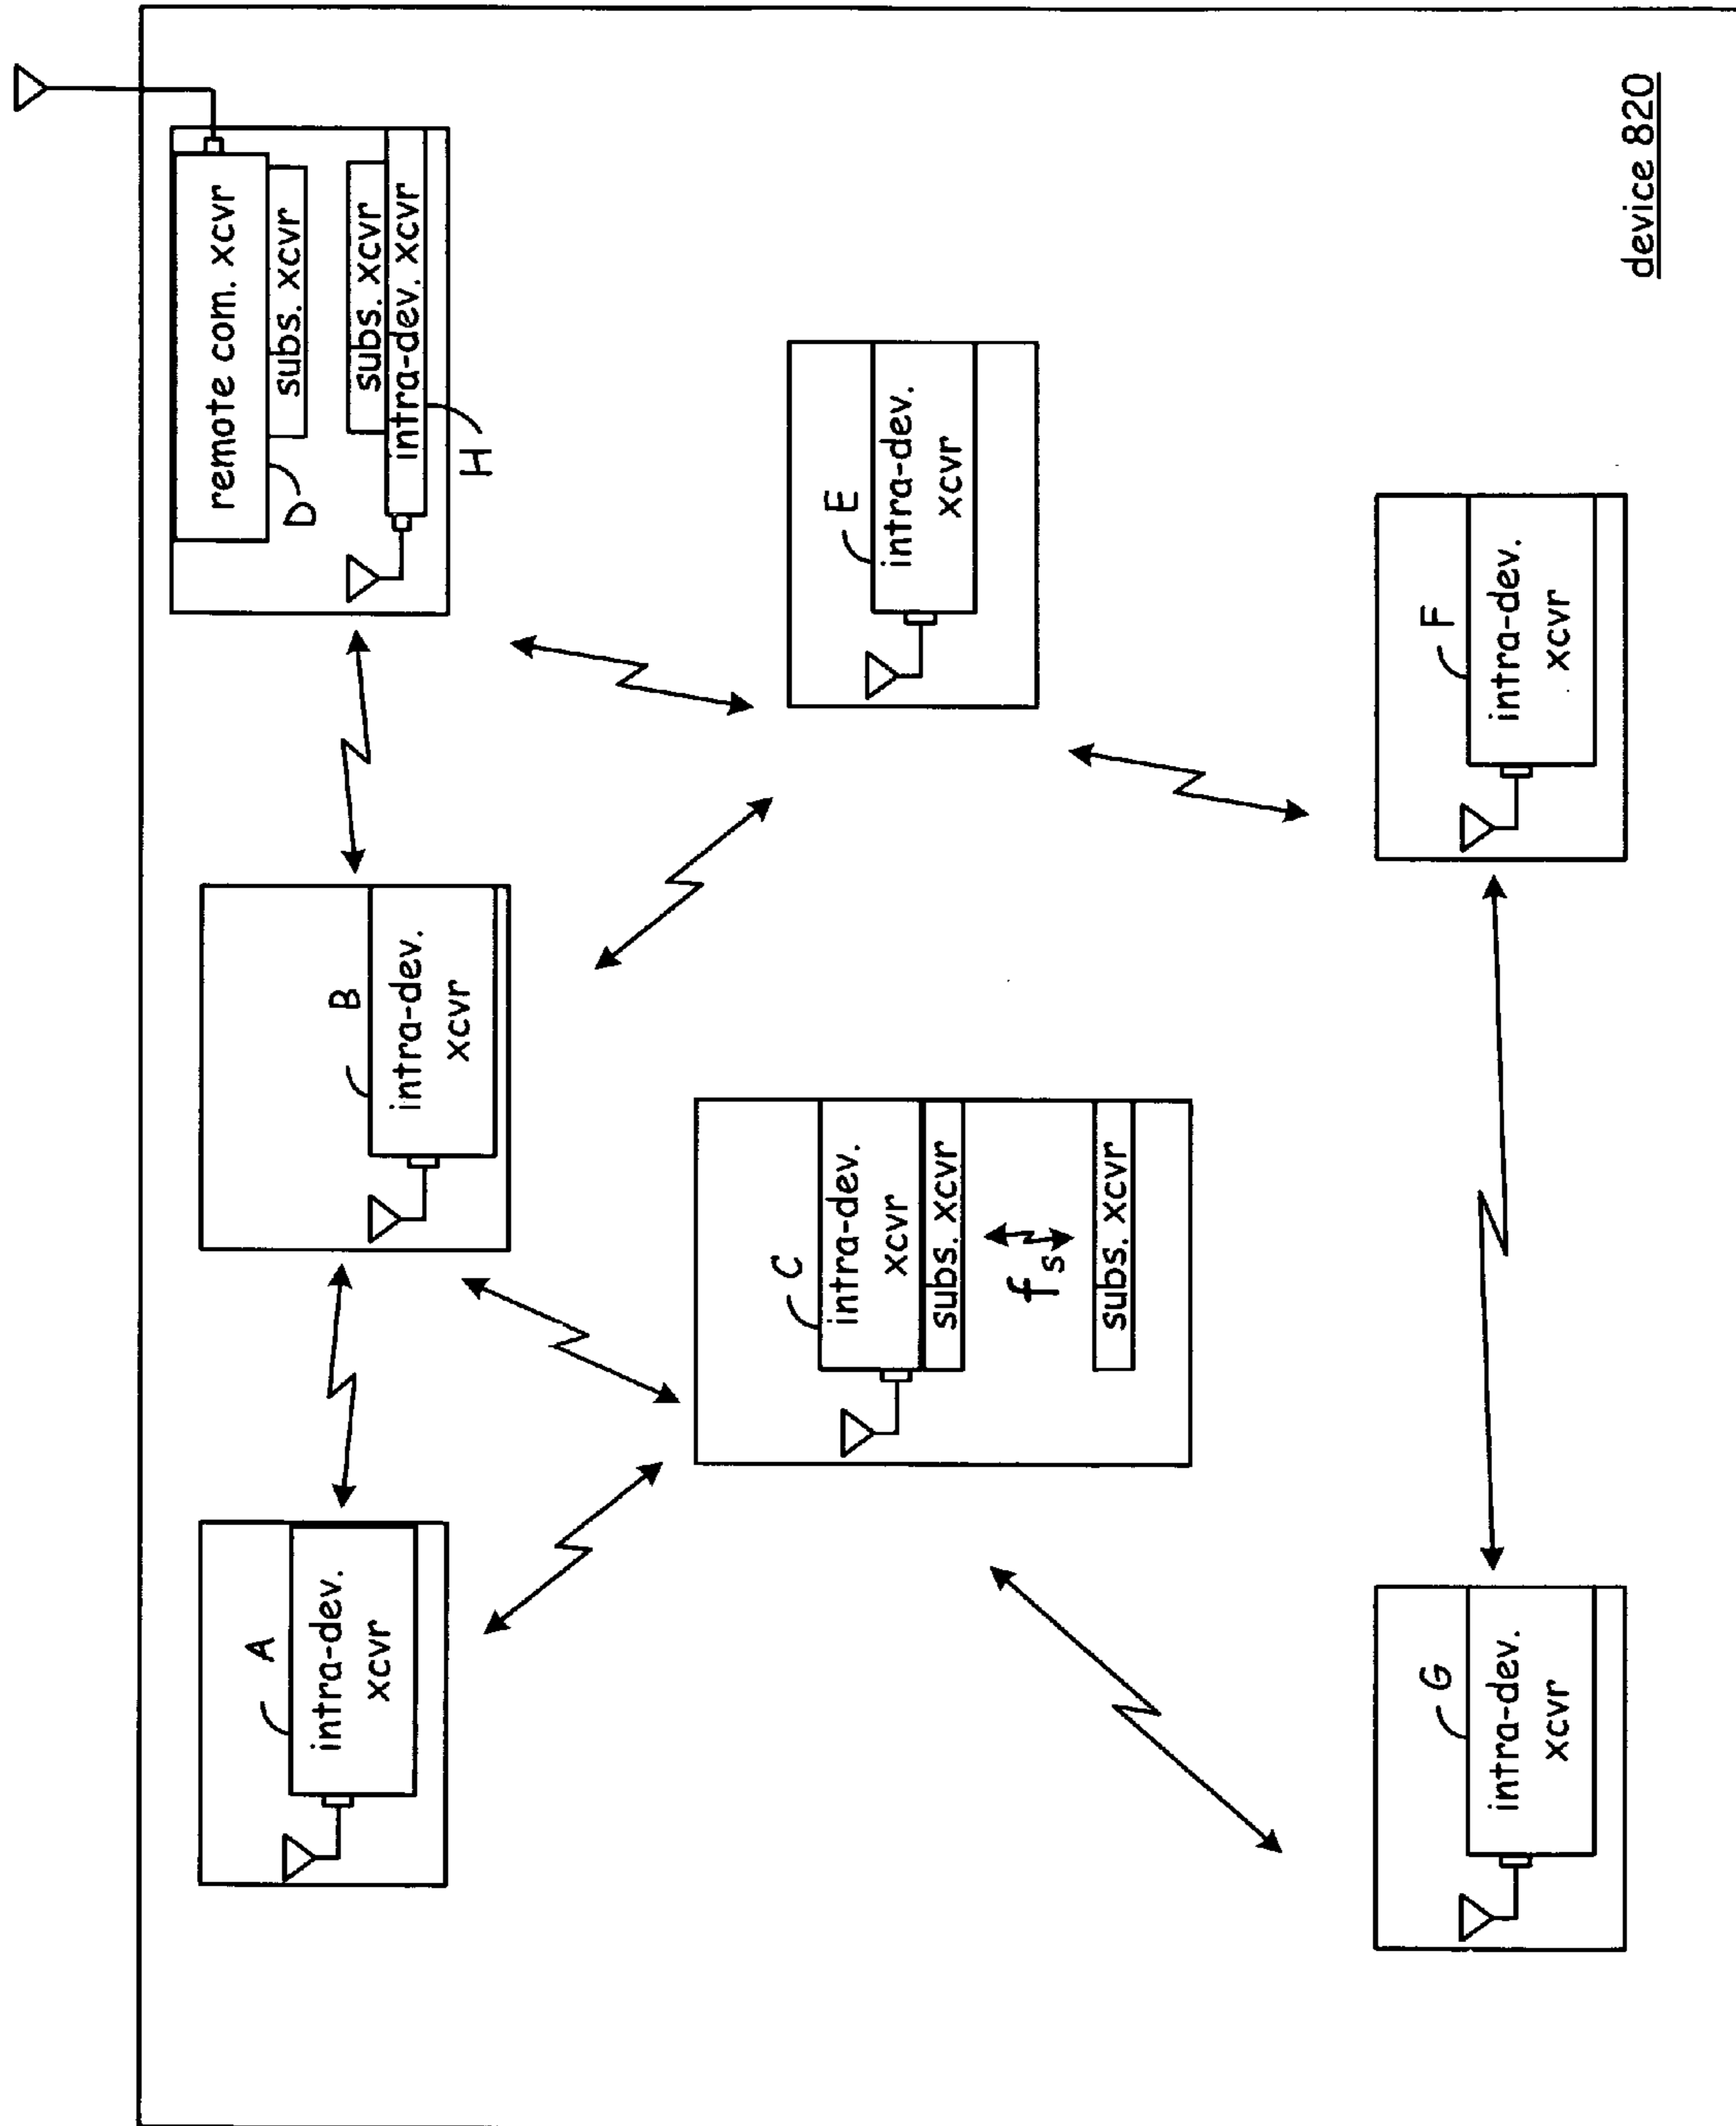 A
intra-dev.
xcvr
B
intra-dev.
xcvr
remote com. xcvr
D
subs. xcvr
subs. xcvr
intra-dev. xcvr
H
C
intra-dev.
xcvr
subs. xcvr
fs
subs. xcvr
E
intra-dev.
xcvr
G
intra-dev.
xcvr
F
intra-dev.
xcvr
device 820